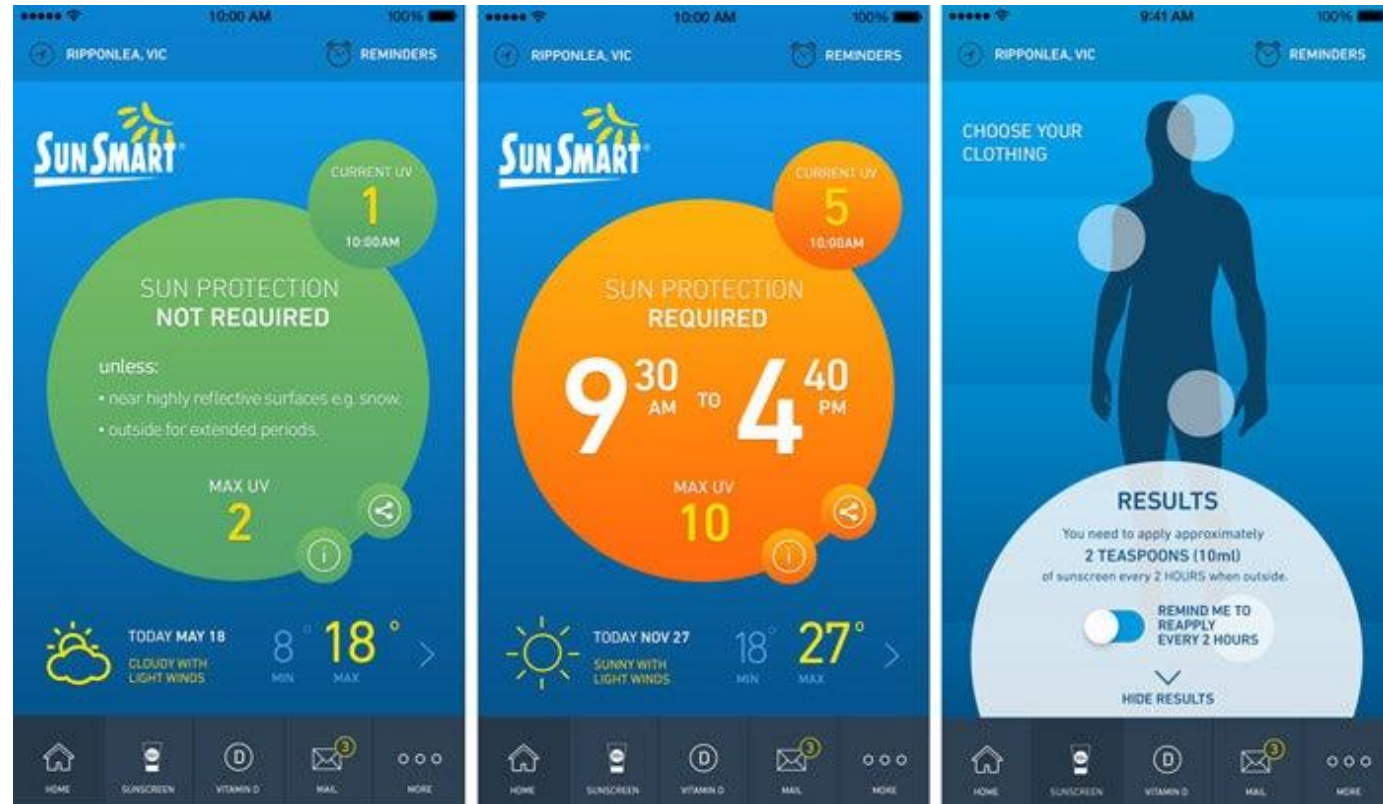 10:00 AM
100%
RIPPONLEA, VIC
REMINDERS
SUNSMART
CURRENT UV
1
10:00AM
SUN PROTECTION
NOT REQUIRED
unless:
• near highly reflective surfaces e.g. snow.
• outside for extended periods.
MAX UV
2
i
TODAY MAY 18
CLOUDY WITH
LIGHT WINDS
8°
MIN
18°
MAX
HOME
SUNSCREEN
D
VITAMIN D
3
MAIL
MORE
10:00 AM
100%
RIPPONLEA, VIC
REMINDERS
SUNSMART
CURRENT UV
5
10:00AM
SUN PROTECTION
REQUIRED
9 30 AM TO 4 40 PM
MAX UV
10
i
TODAY NOV 27
SUNNY WITH
LIGHT WINDS
18°
MIN
27°
MAX
HOME
SUNSCREEN
D
VITAMIN D
3
MAIL
MORE
9:41 AM
100%
RIPPONLEA, VIC
REMINDERS
CHOOSE YOUR
CLOTHING
RESULTS
You need to apply approximately
2 TEASPOONS (10ml)
of sunscreen every 2 HOURS when outside.
REMIND ME TO
REAPPLY
EVERY 2 HOURS
HIDE RESULTS
HOME
SUNSCREEN
D
VITAMIN D
3
MAIL
MORE